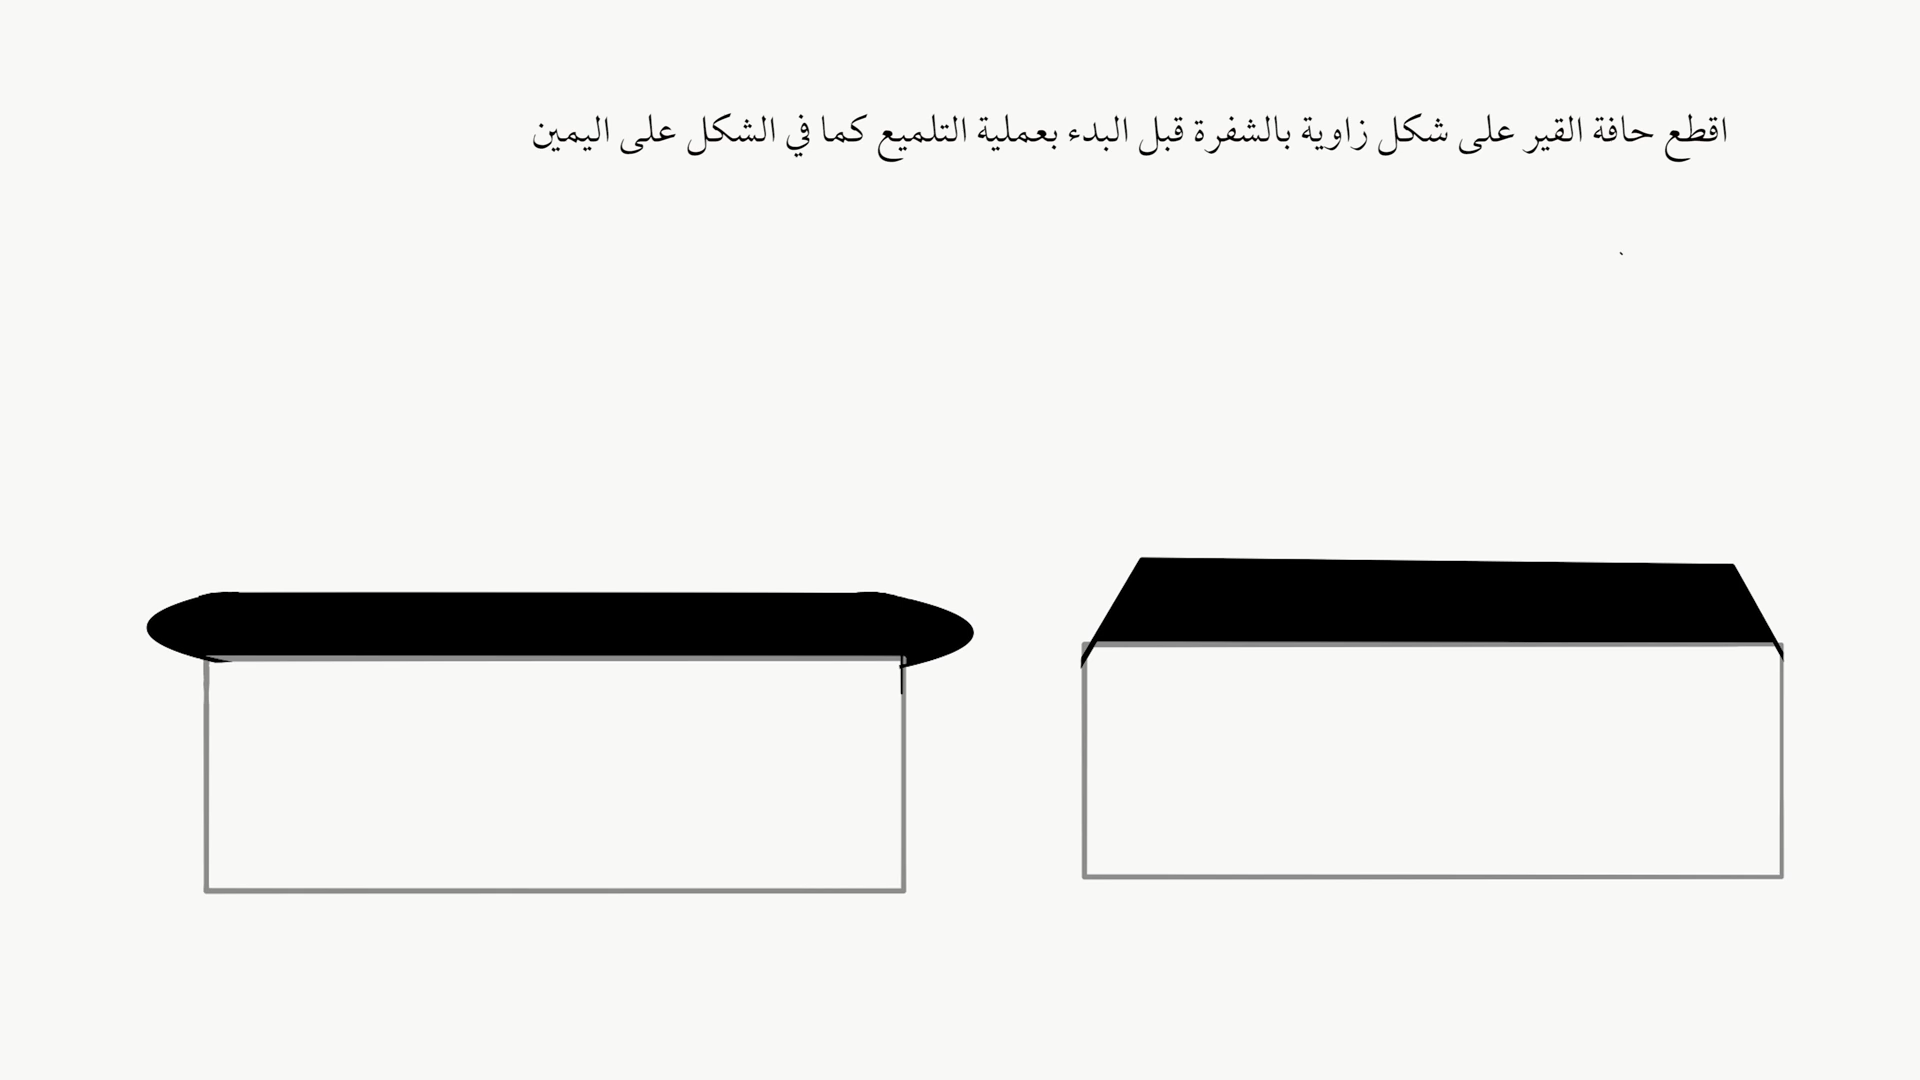 اقطع حافة القير على شكل زاوية بالشفرة قبل البدء بعملية التلميع كما في الشكل على اليمين